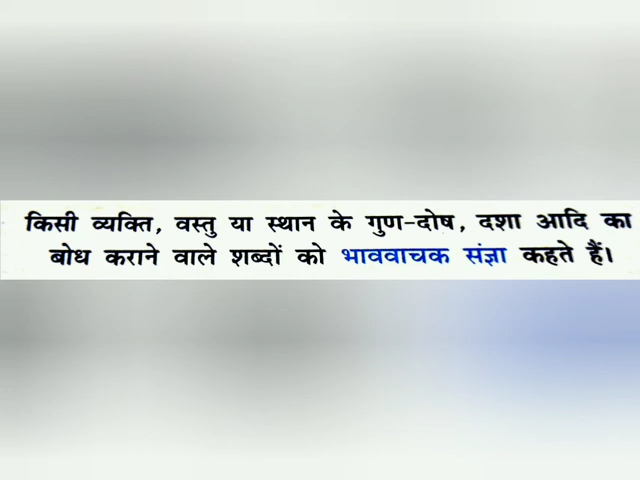 किसी व्यक्ति, वस्तु या स्थान के गुण-दोष, दशा आदि का
बोध कराने वाले शब्दों को भाववाचक संज्ञा कहते हैं।